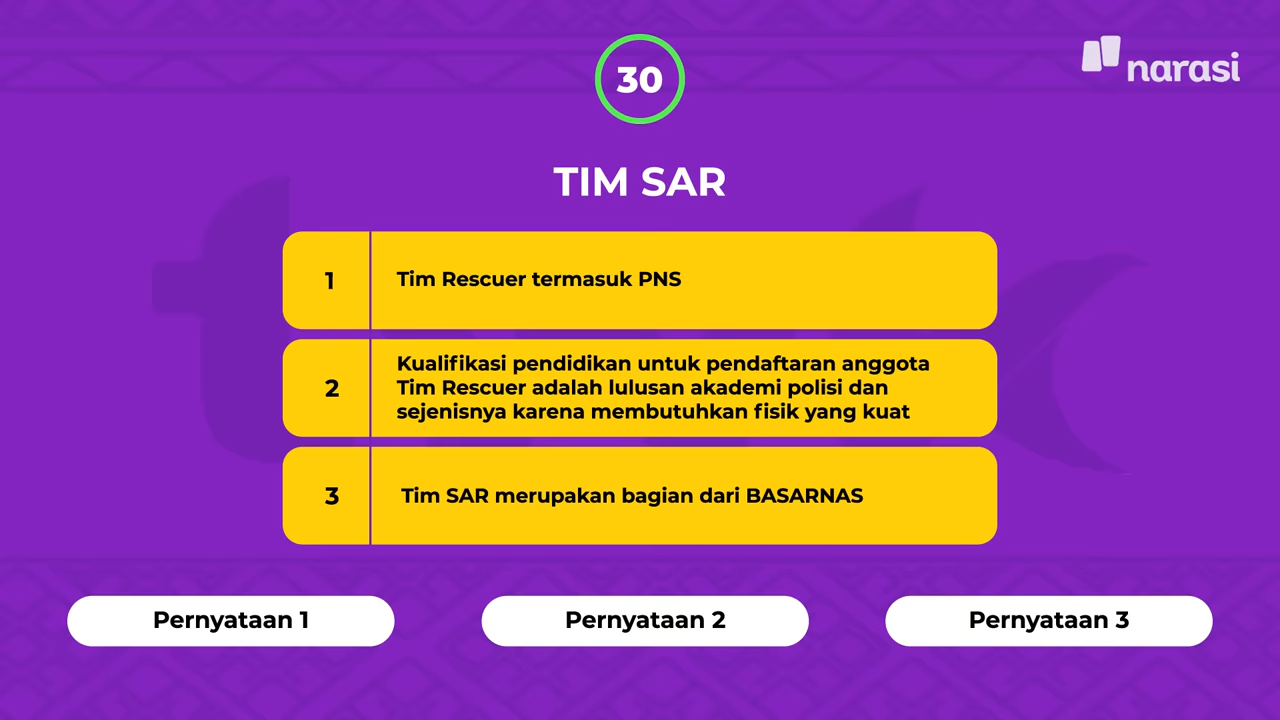 30
narasi
TIM SAR
1
Tim Rescuer termasuk PNS
2
Kualifikasi pendidikan untuk pendaftaran anggota
Tim Rescuer adalah lulusan akademi polisi dan
sejenisnya karena membutuhkan fisik yang kuat
3
Tim SAR merupakan bagian dari BASARNAS
Pernyataan 1
Pernyataan 2
Pernyataan 3